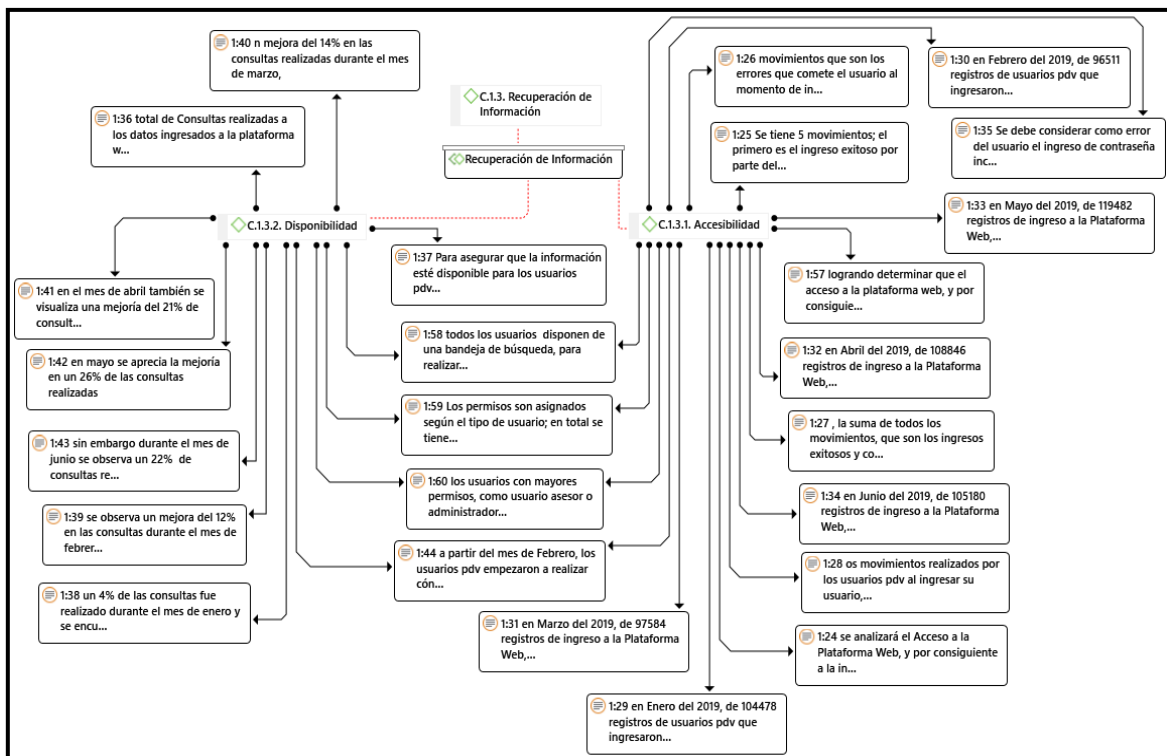 1:40 n mejora del 14% en las
consultas realizadas durante el mes
de marzo,
1:26 movimientos que son los
errores que comete el usuario al
momento de in...
1:30 en Febrero del 2019, de 96511
registros de usuarios pdv que
ingresaron...
C.1.3. Recuperación de
Información
1:36 total de Consultas realizadas a
los datos ingresados a la plataforma
w...
1:25 Se tiene 5 movimientos; el
primero es el ingreso exitoso por
parte del...
1:35 Se debe considerar como error
del usuario el ingreso de contraseña
inc...
Recuperación de Información
1:33 en Mayo del 2019, de 119482
registros de ingreso a la Plataforma
Web,...
C.1.3.2. Disponibilidad
C.1.3.1. Accesibilidad
1:37 Para asegurar que la información
esté disponible para los usuarios
pdv...
1:57 logrando determinar que el
acceso a la plataforma web, y por
consiguie...
1:41 en el mes de abril también se
visualiza una mejoría del 21% de
consult...
1:58 todos los usuarios  disponen de
una bandeja de búsqueda, para
realizar...
1:42 en mayo se aprecia la mejoría
en un 26% de las consultas
realizadas
1:32 en Abril del 2019, de 108846
registros de ingreso a la Plataforma
Web,...
1:59 Los permisos son asignados
según el tipo de usuario; en total se
tiene...
1:27 , la suma de todos los
movimientos, que son los ingresos
exitosos y co...
1:43 sin embargo durante el mes de
junio se observa un 22%  de
consultas re...
1:60 los usuarios con mayores
permisos, como usuario asesor o
administrador...
1:34 en Junio del 2019, de 105180
registros de ingreso a la Plataforma
Web,...
1:39 se observa un mejora del 12%
en las consultas durante el mes de
febrer...
1:44 a partir del mes de Febrero, los
usuarios pdv empezaron a realizar
cón...
1:28 os movimientos realizados por
los usuarios pdv al ingresar su
usuario,...
1:38 un 4% de las consultas fue
realizado durante el mes de enero y
se encu...
1:31 en Marzo del 2019, de 97584
registros de ingreso a la Plataforma
Web,...
1:24 se analizará el Acceso a la
Plataforma Web, y por consiguiente
a la in...
1:29 en Enero del 2019, de 104478
registros de usuarios pdv que
ingresaron...